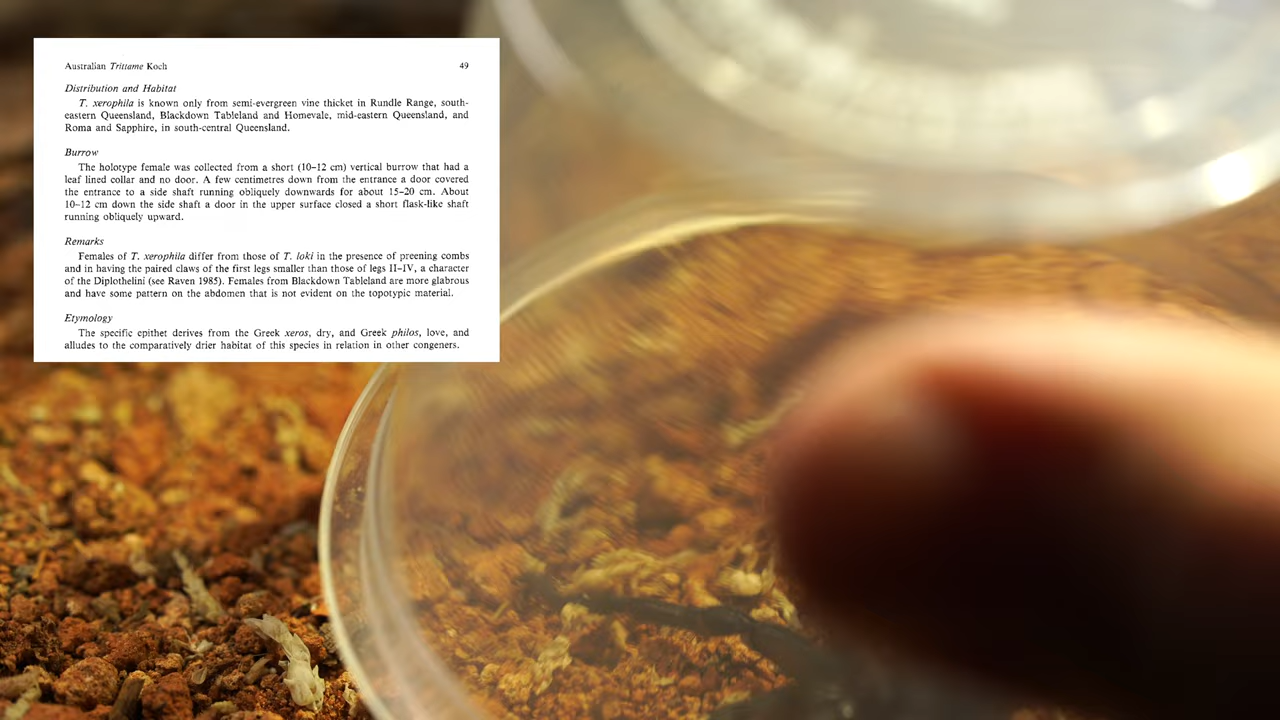 Australian Trittame Koch 49
Distribution and Habitat
T. xerophila is known only from semi-evergreen vine thicket in Rundle Range, south-
eastern Queensland, Blackdown Tableland and Homevale, mid-eastern Queensland, and
Roma and Sapphire, in south-central Queensland.
Burrow
The holotype female was collected from a short (10–12 cm) vertical burrow that had a
leaf lined collar and no door. A few centimetres down from the entrance a door covered
the entrance to a side shaft running obliquely downwards for about 15–20 cm. About
10–12 cm down the side shaft a door in the upper surface closed a short flask-like shaft
running obliquely upward.
Remarks
Females of T. xerophila differ from those of T. loki in the presence of preening combs
and in having the paired claws of the first legs smaller than those of legs II–IV, a character
of the Diplothelini (see Raven 1985). Females from Blackdown Tableland are more glabrous
and have some pattern on the abdomen that is not evident on the topotypic material.
Etymology
The specific epithet derives from the Greek xeros, dry, and Greek philos, love, and
alludes to the comparatively drier habitat of this species in relation in other congeners.